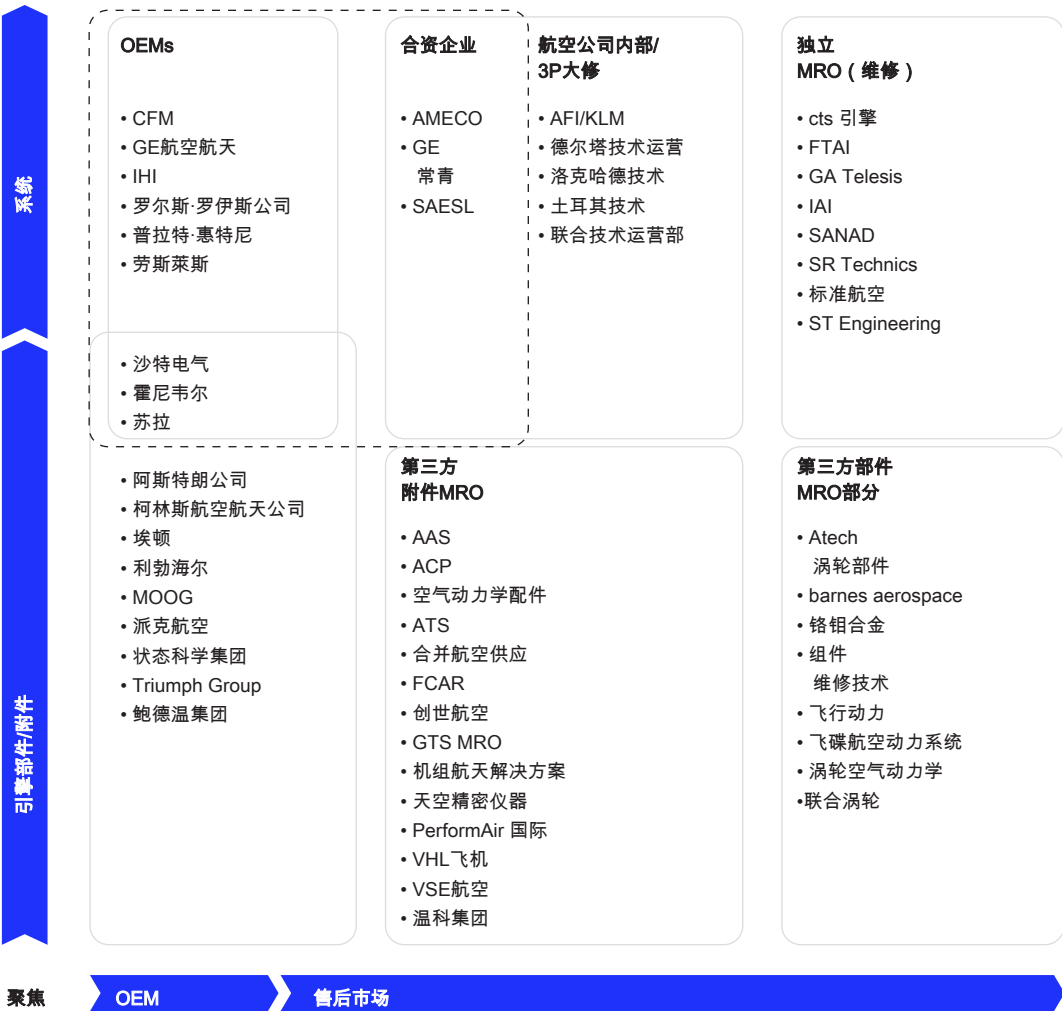 系统
OEMs
• CFM
• GE航空航天
• IHI
• 罗尔斯·罗伊斯公司
• 普拉特·惠特尼
• 劳斯萊斯
• 沙特电气
• 霍尼韦尔
• 苏拉
合资企业
• AMECO
• GE
常青
• SAESL
航空公司内部/
3P大修
• AFI/KLM
• 德尔塔技术运营
• 洛克哈德技术
• 土耳其技术
• 联合技术运营部
独立
MRO（维修）
• cts 引擎
• FTAI
• GA Telesis
• IAI
• SANAD
• SR Technics
• 标准航空
• ST Engineering
引擎部件/附件
• 阿斯特朗公司
• 柯林斯航空航天公司
• 埃顿
• 利勃海尔
• MOOG
• 派克航空
• 状态科学集团
• Triumph Group
• 鲍德温集团
第三方
附件MRO
• AAS
• ACP
• 空气动力学配件
• ATS
• 合并航空供应
• FCAR
• 创世航空
• GTS MRO
• 机组航天解决方案
• 天空精密仪器
• PerformAir 国际
• VHL飞机
• VSE航空
• 温科集团
第三方部件
MRO部分
• Atech
涡轮部件
• barnes aerospace
• 铬钼合金
• 组件
维修技术
• 飞行动力
• 飞碟航空动力系统
• 涡轮空气动力学
•联合涡轮
聚焦
OEM
售后市场